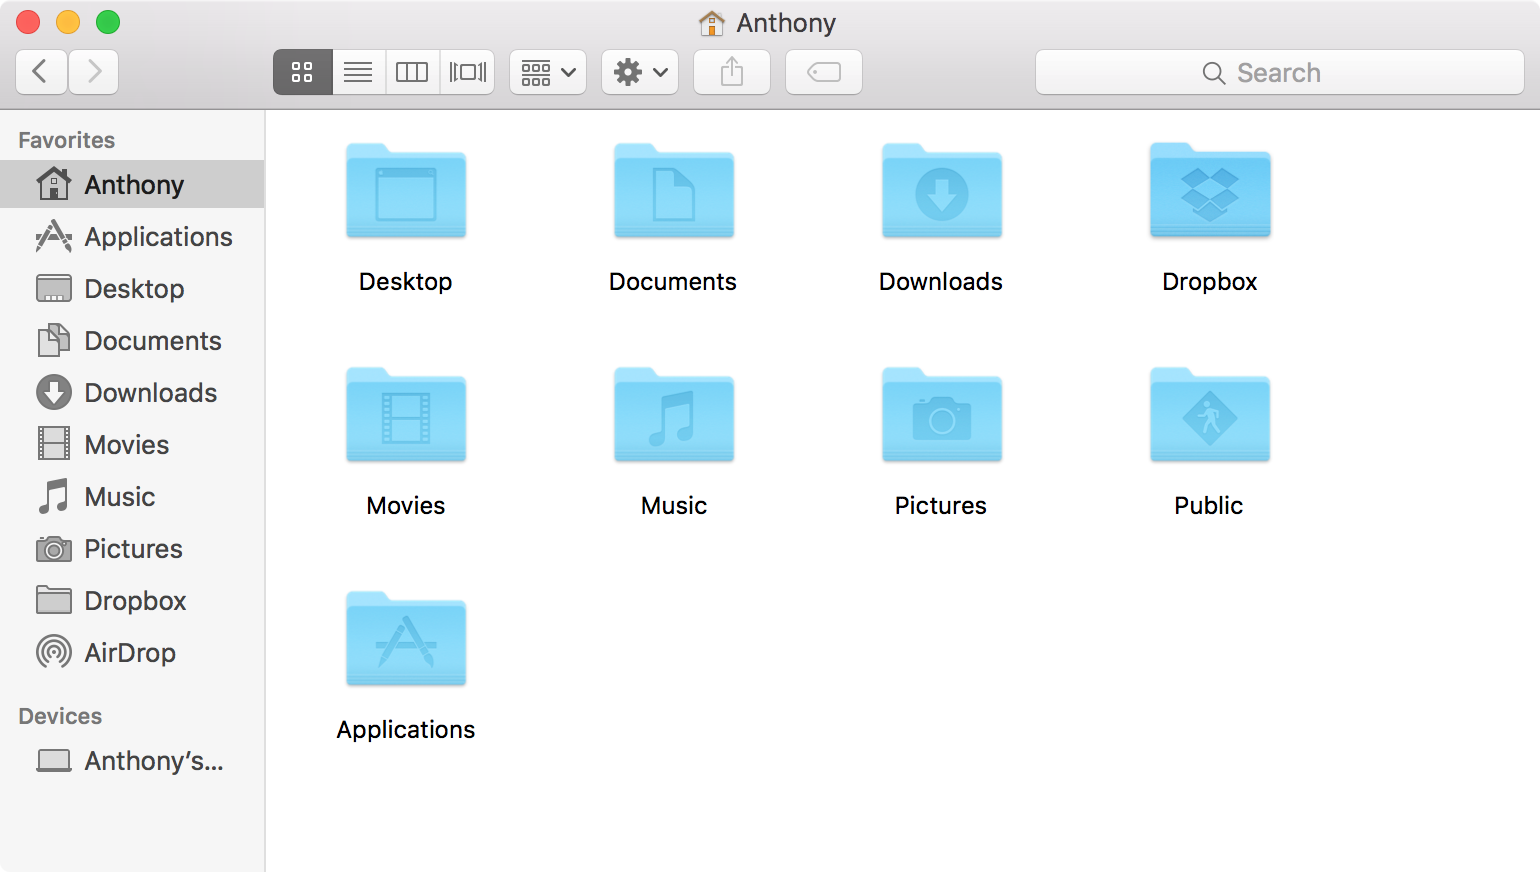 Anthony
Search
Favorites
Anthony
Applications
Desktop
Documents
Downloads
Movies
Music
Pictures
Dropbox
AirDrop
Devices
Anthony’s...
Desktop
Documents
Downloads
Dropbox
Movies
Music
Pictures
Public
Applications